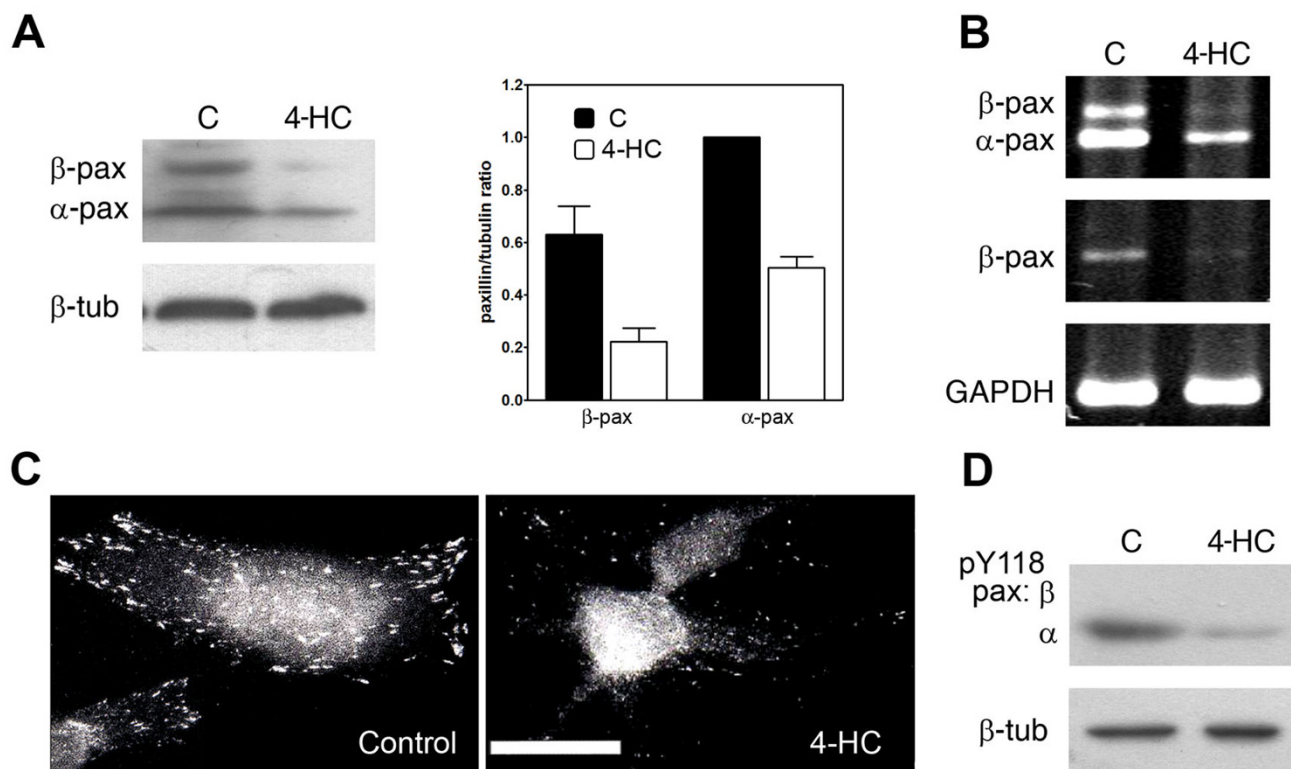 A
C 4-HC
β-pax
α-pax
β-tub
paxillin/tubulin ratio
1.2
1.0
0.8
0.6
0.4
0.2
0.0
C
4-HC
β-pax α-pax
B
C 4-HC
β-pax
α-pax
β-pax
GAPDH
C
Control
4-HC
D
C 4-HC
pY118
pax: β
α
β-tub